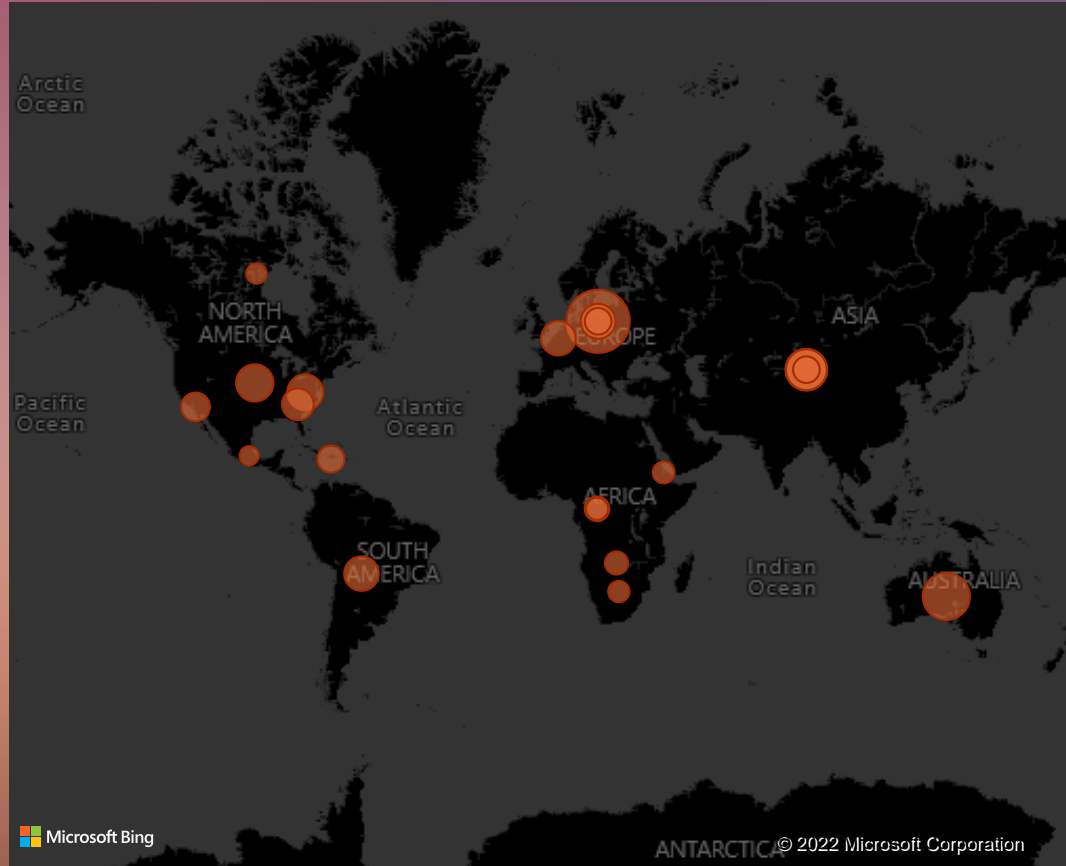 Arctic
Ocean
NORTH
AMERICA
EUROPE
ASIA
Pacific
Ocean
Atlantic
Ocean
AFRICA
SOUTH
AMERICA
Indian
Ocean
AUSTRALIA
Microsoft Bing
ANTARCTICA
© 2022 Microsoft Corporation